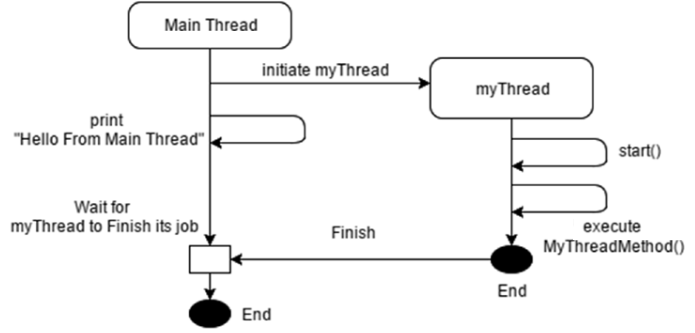 Main Thread
initiate myThread
myThread
print
"Hello From Main Thread"
start()
Wait for
myThread to Finish its job
Finish
execute
MyThreadMethod()
End
End